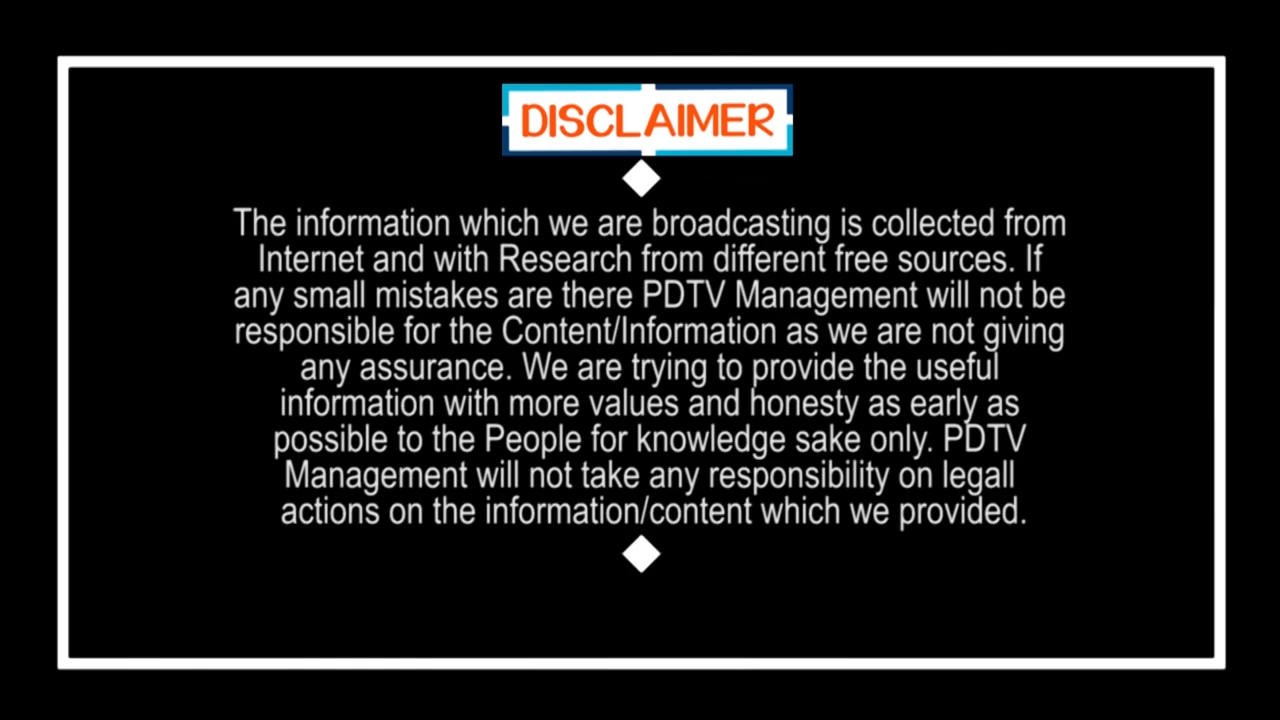 DISCLAIMER
The information which we are broadcasting is collected from
Internet and with Research from different free sources. If
any small mistakes are there PDTV Management will not be
responsible for the Content/Information as we are not giving
any assurance. We are trying to provide the useful
information with more values and honesty as early as
possible to the People for knowledge sake only. PDTV
Management will not take any responsibility on legall
actions on the information/content which we provided.